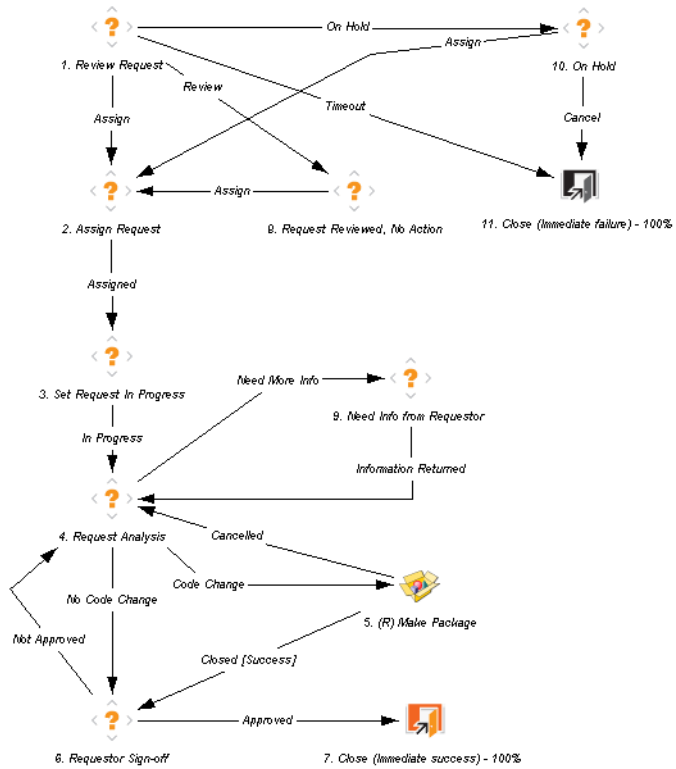 On Hold
Assign
1. Review Request
10. On Hold
Review
Timeout
Assign
Cancel
Assign
2. Assign Request
8. Request Reviewed, No Action
11. Close (Immediate failure) - 100%
Assigned
Need More Info
3. Set Request In Progress
9. Need Info from Requestor
In Progress
Information Returned
4. Request Analysis
Cancelled
Code Change
No Code Change
5. (R) Make Package
Not Approved
Closed [Success]
Approved
6. Requestor Sign-off
7. Close (Immediate success) - 100%